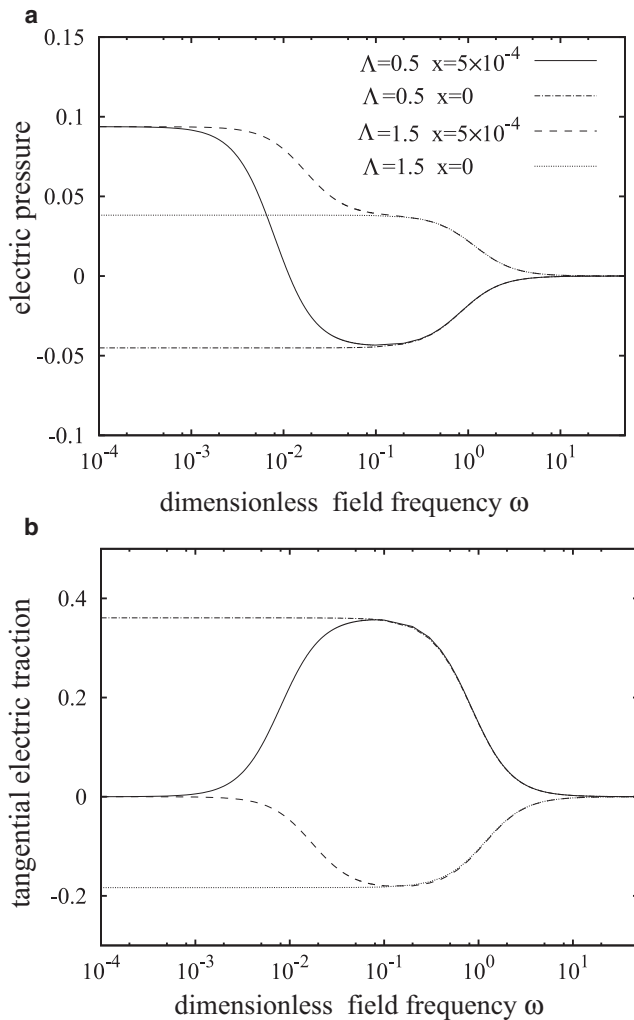 a
0.15
Λ=0.5 x=5×10⁻⁴
Λ=0.5 x=0
0.1
Λ=1.5 x=5×10⁻⁴
Λ=1.5 x=0
0.05
0
-0.05
-0.1
electric pressure
10⁻⁴ 10⁻³ 10⁻² 10⁻¹ 10⁰ 10¹
dimensionless field frequency ω
b
0.4
0.2
0
-0.2
tangential electric traction
10⁻⁴ 10⁻³ 10⁻² 10⁻¹ 10⁰ 10¹
dimensionless field frequency ω